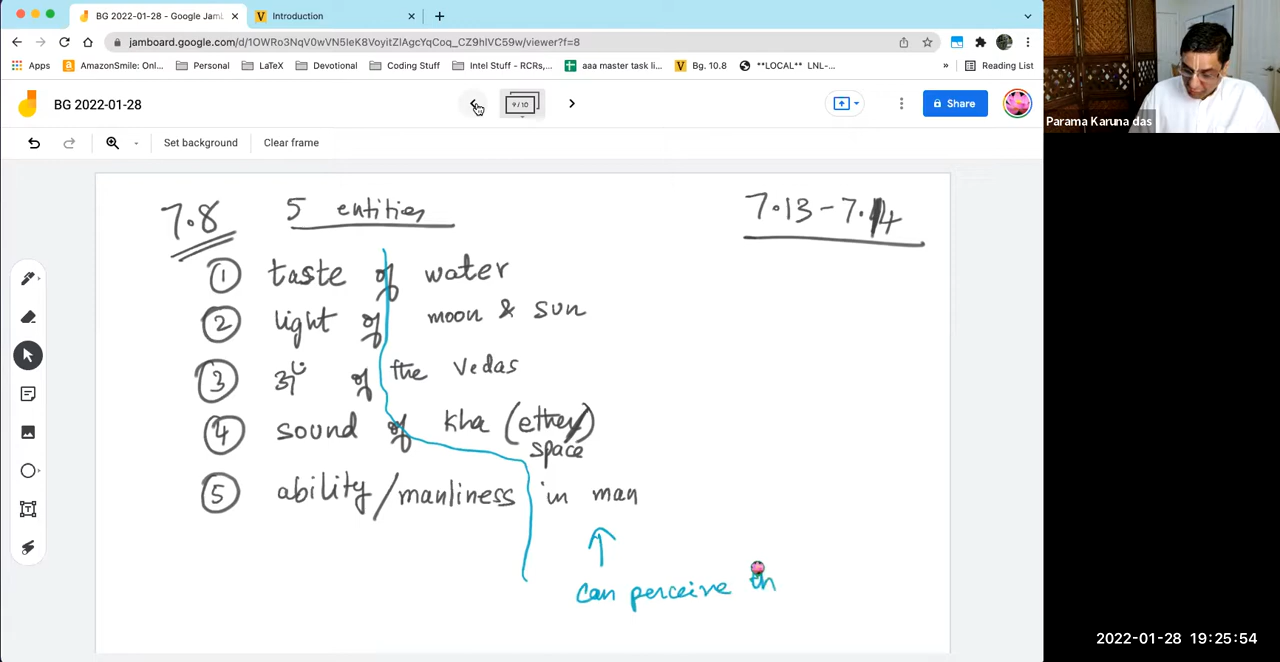 BG 2022-01-28 - Google Jam
Introduction
jamboard.google.com/d/1OWRo3NqV0wVN5leK8VoyitZlAgcYqCoq_CZ9hlVC59w/viewer?f=8
Apps
AmazonSmile: Onl...
Personal
LaTeX
Devotional
Coding Stuff
Intel Stuff - RCRs,...
aaa master task li...
Bg. 10.8
**LOCAL** LNL-...
»
Reading List
BG 2022-01-28
9/10
Share
Set background
Clear frame
7.8 5 entities 7.13 - 7.14
1 taste of water
2 light of moon & sun
3 ॐ of the Vedas
4 sound of kha (ether)
space
5 ability/manliness in man
can perceive th
Parama Karuna das
2022-01-28 19:25:54